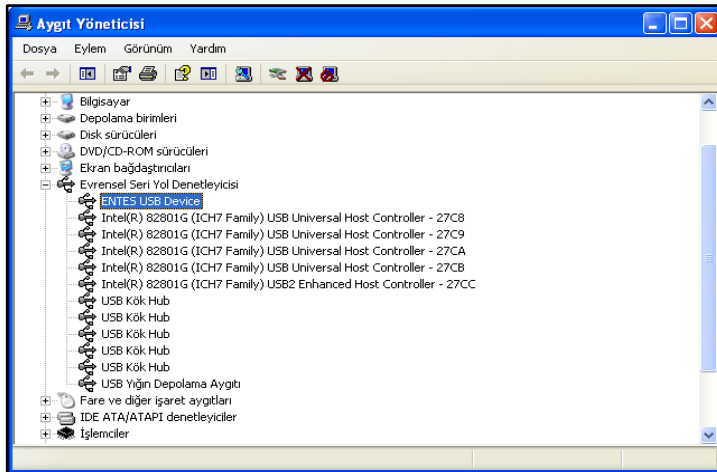 Aygıt Yöneticisi
Dosya Eylem Görünüm Yardım
Bilgisayar
Depolama birimleri
Disk sürücüleri
DVD/CD-ROM sürücüleri
Ekran bağdaştırıcıları
Evrensel Seri Yol Denetleyicisi
ENTES USB Device
Intel(R) 82801G (ICH7 Family) USB Universal Host Controller - 27C8
Intel(R) 82801G (ICH7 Family) USB Universal Host Controller - 27C9
Intel(R) 82801G (ICH7 Family) USB Universal Host Controller - 27CA
Intel(R) 82801G (ICH7 Family) USB Universal Host Controller - 27CB
Intel(R) 82801G (ICH7 Family) USB2 Enhanced Host Controller - 27CC
USB Kök Hub
USB Kök Hub
USB Kök Hub
USB Kök Hub
USB Kök Hub
USB Yığın Depolama Aygıtı
Fare ve diğer işaret aygıtları
IDE ATA/ATAPI denetleyiciler
İşlemciler